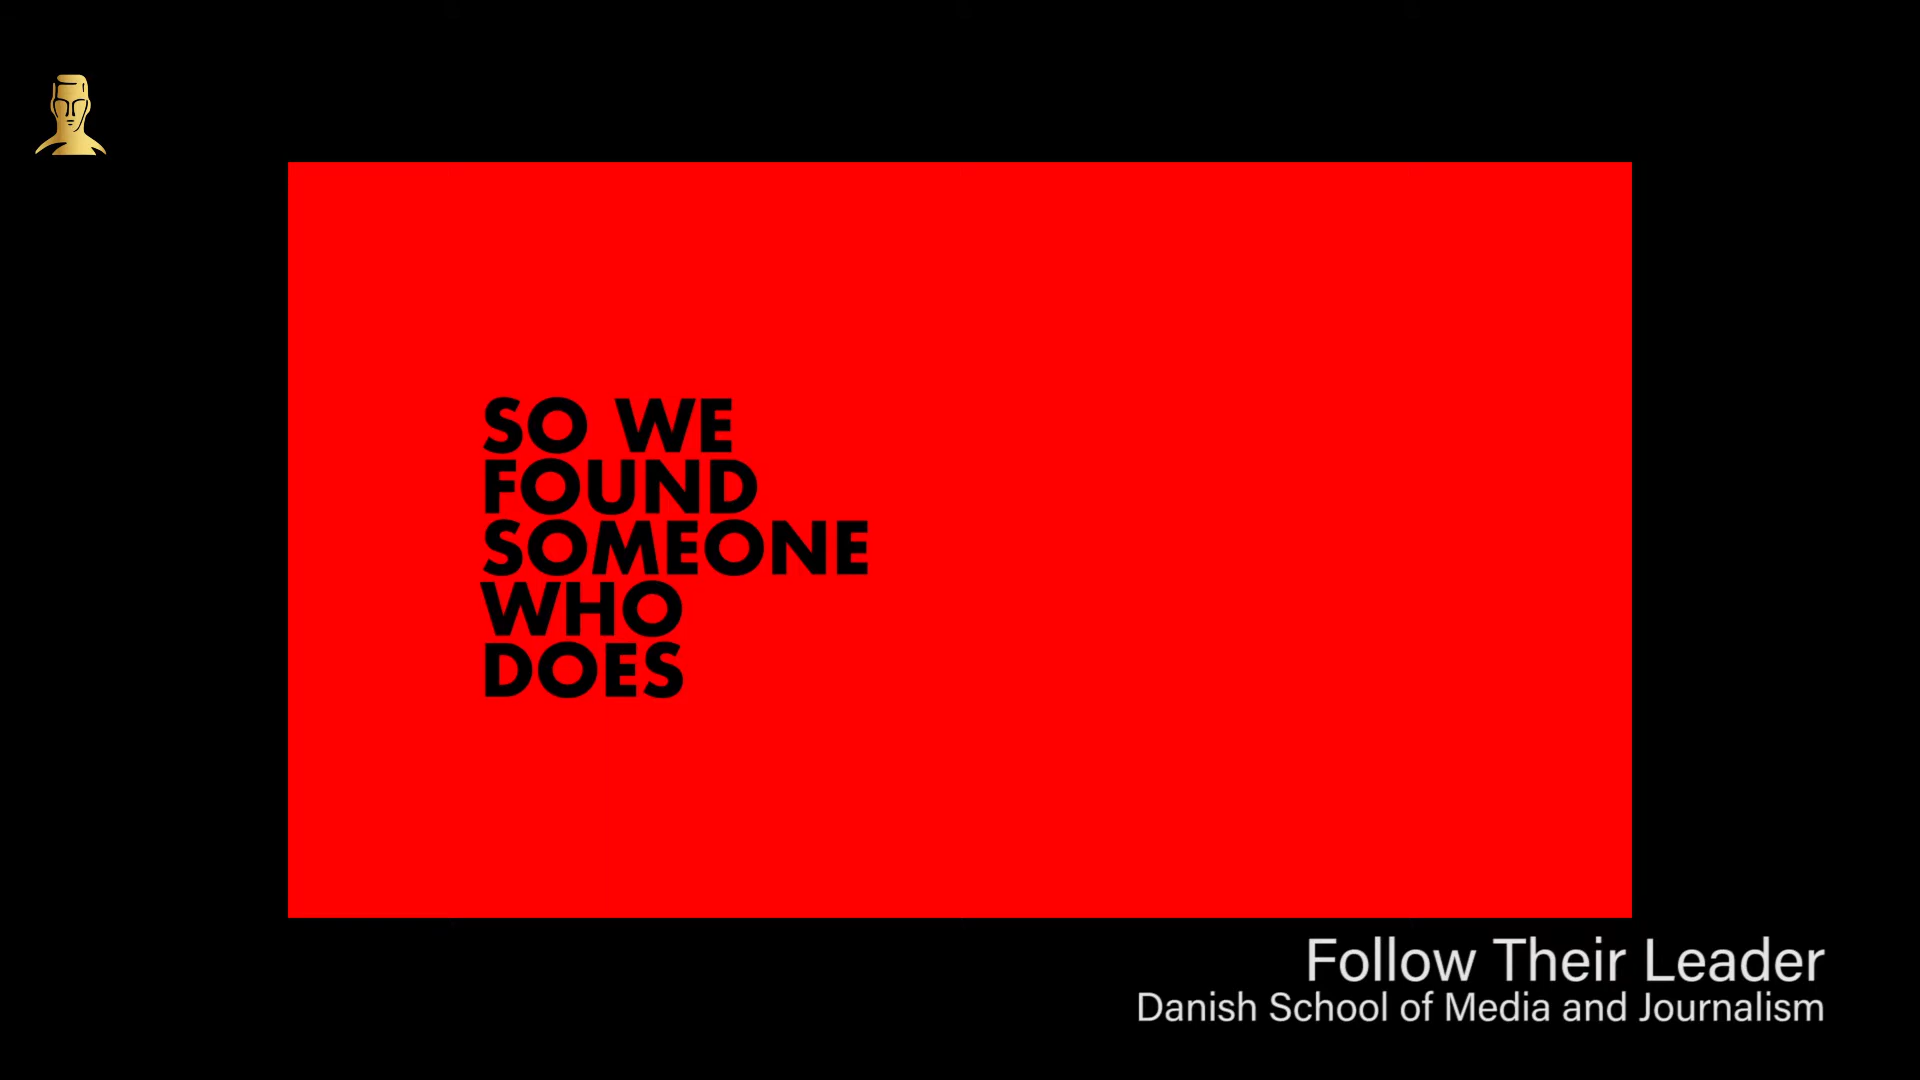 SO WE
FOUND
SOMEONE
WHO
DOES
Follow Their Leader
Danish School of Media and Journalism